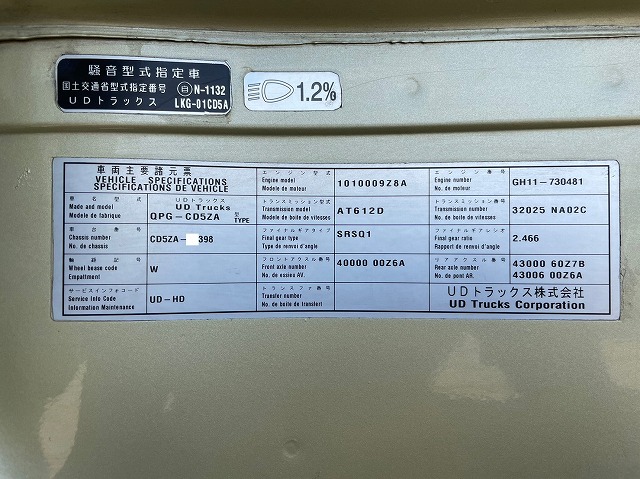 騒音型式指定車
国土交通省型式指定番号 ㊐N-1132
UDトラックス LKG-01CD5A
1.2%
車両主要諸元票
VEHICLE SPECIFICATIONS
SPECIFICATIONS DE VEHICLE
エンジン型式
Engine model
Modele de moteur
1010009Z8A
エンジン番号
Engine number
No. de moteur
GH11-730481
車名型式
Made and model
Modele de fabrique
UDトラックス
UD Trucks
QPG-CD5ZA 型 TYPE
トランスミッション型式
Transmission model
Modele de boite de vitesses
AT612D
トランスミッション番号
Transmission number
No. de boite de vitesses
32025 NA02C
車台番号
Chassis number
No. de chassis
CD5ZA- 398
ファイナルギアタイプ
Final gear type
Type de renvoi d'angle
SRSQ1
ファイナルギアレシオ
Final gear ratio
Rapport de renvoi d'angle
2.466
軸距記号
Wheel bease code
Empattment
W
フロントアクスル番号
Front axle number
No. de essieu AV.
40000 00Z6A
リアアクスル番号
Rear axle number
No. de pont AR.
43000 60Z7B
43006 00Z6A
サービスインフォコード
Service Info Code
Information Maintenance
UD-HD
トランスファ番号
Transfer number
No. de boite de transfert
UDトラックス株式会社
UD Trucks Corporation